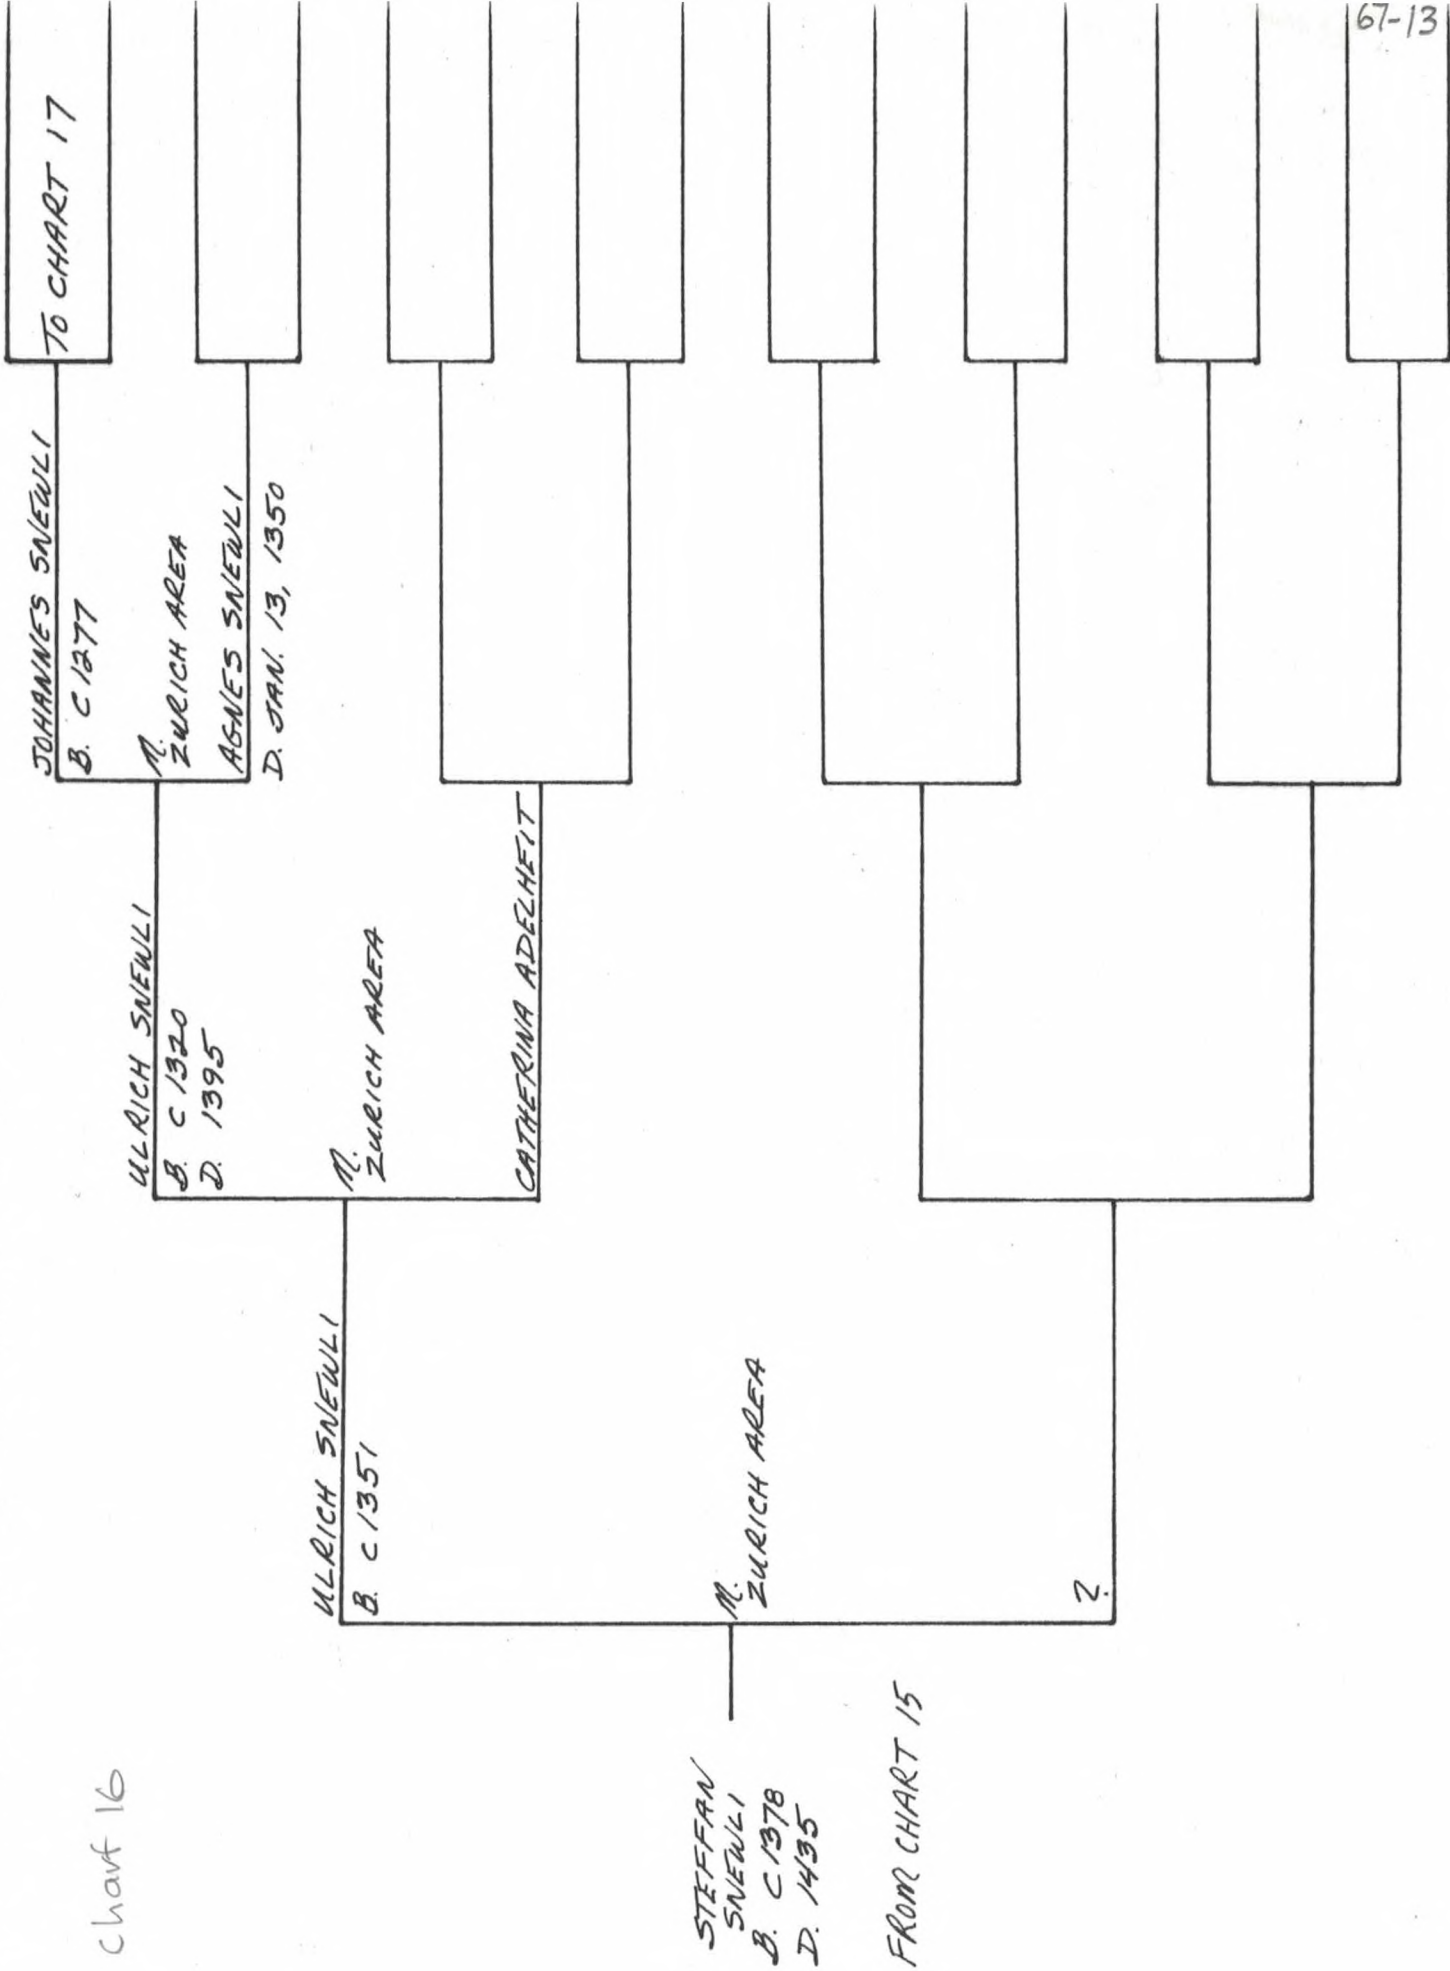 Chart 16
67-13
JOHANNES SNEWLI
B. C 1277
TO CHART 17
M.
ZURICH AREA
AGNES SNEWLI
D. JAN. 13, 1350
ULRICH SNEWLI
B. C 1320
D. 1395
M.
ZURICH AREA
CATHERINA ADELHEIT
ULRICH SNEWLI
B. C 1351
M.
ZURICH AREA
STEFFAN
SNEWLI
B. C 1378
D. 1435
FROM CHART 15